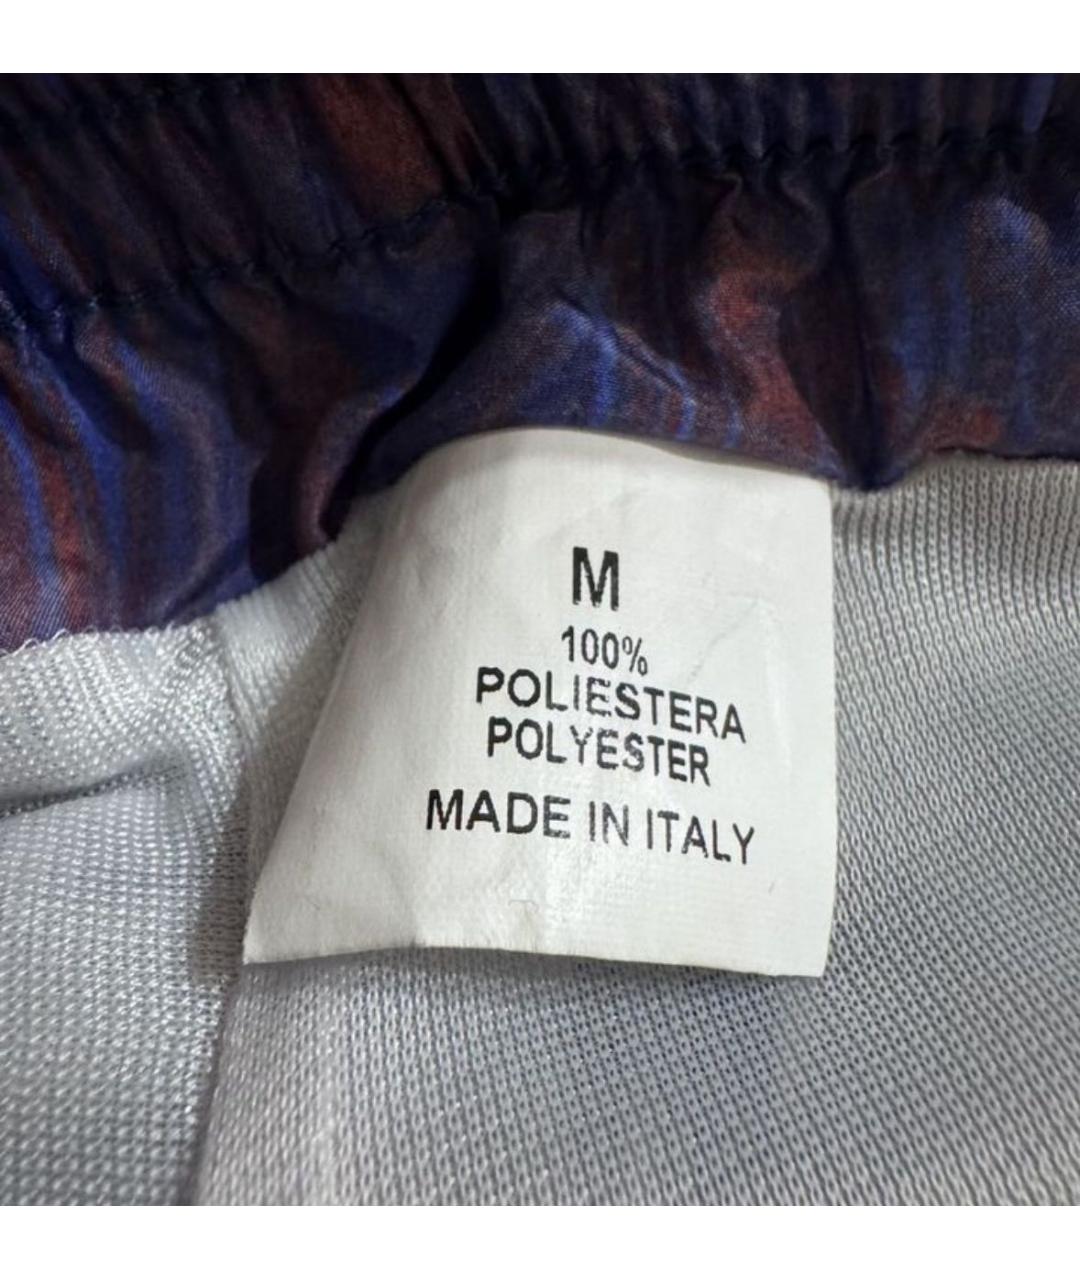 M
100%
POLIESTERA
POLYESTER
MADE IN ITALY